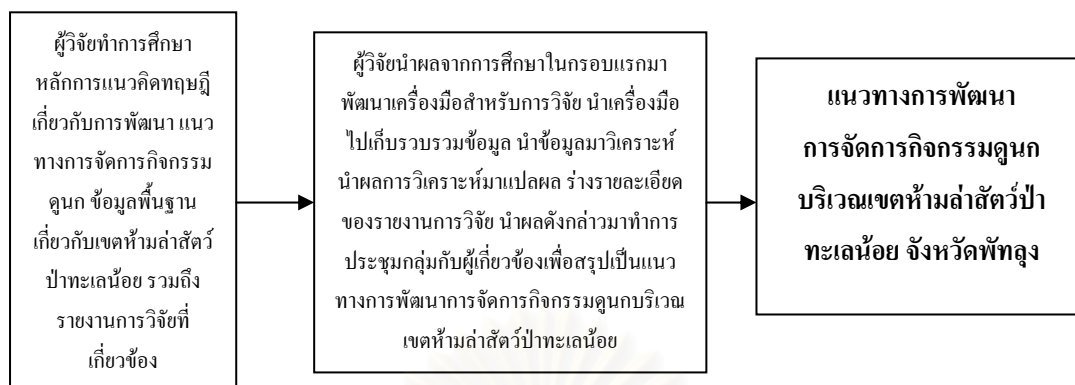 ผู้วิจัยทำการศึกษา
หลักการแนวคิดทฤษฎี
เกี่ยวกับการพัฒนา แนว
ทางการจัดการกิจกรรม
ดูนก ข้อมูลพื้นฐาน
เกี่ยวกับเขตห้ามล่าสัตว์
ป่าทะเลน้อย รวมถึง
รายงานการวิจัยที่
เกี่ยวข้อง
ผู้วิจัยนำผลจากการศึกษาในกรอบแรกมา
พัฒนาเครื่องมือสำหรับการวิจัย นำเครื่องมือ
ไปเก็บรวบรวมข้อมูล นำข้อมูลมาวิเคราะห์
นำผลการวิเคราะห์มาแปลผล ร่างรายละเอียด
ของรายงานการวิจัย นำผลดังกล่าวมาทำการ
ประชุมกลุ่มกับผู้เกี่ยวข้องเพื่อสรุปเป็นแนว
ทางการพัฒนาการจัดการกิจกรรมดูนกบริเวณ
เขตห้ามล่าสัตว์ป่าทะเลน้อย
แนวทางการพัฒนา
การจัดการกิจกรรมดูนก
บริเวณเขตห้ามล่าสัตว์ป่า
ทะเลน้อย จังหวัดพัทลุง